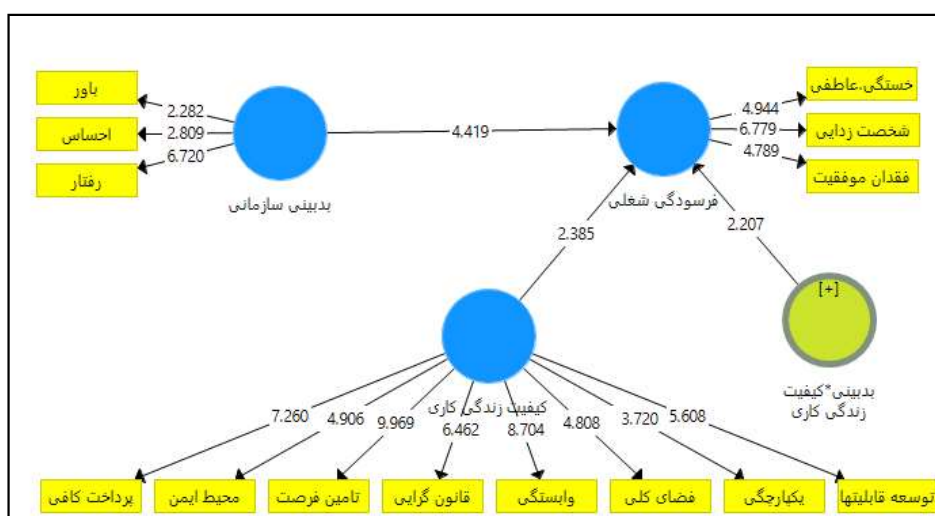 باور
2.282
احساس
2.809
رفتار
6.720
بدبینی سازمانی
4.419
خستگی.عاطفی
4.944
شخصت زدایی
6.779
فقدان موفقیت
4.789
فرسودگی شغلی
2.385
2.207
[+]
بدبینی*کیفیت
زندگی کاری
کیفیت زندگی کاری
7.260
4.906
9.969
6.462
8.704
4.808
3.720
5.608
پرداخت کافی
محیط ایمن
تامین فرصت
قانون گرایی
وابستگی
فضای کلی
یکپارچگی
توسعه قابلیتها